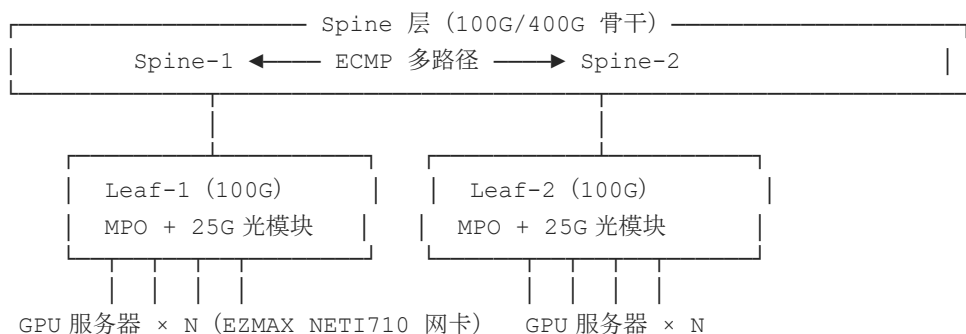 Spine 层 (100G/400G 骨干)
Spine-1 ◄─── ECMP 多路径 ───► Spine-2
Leaf-1 (100G) Leaf-2 (100G)
MPO + 25G 光模块 MPO + 25G 光模块
GPU 服务器 × N (EZMAX NETI710 网卡) GPU 服务器 × N